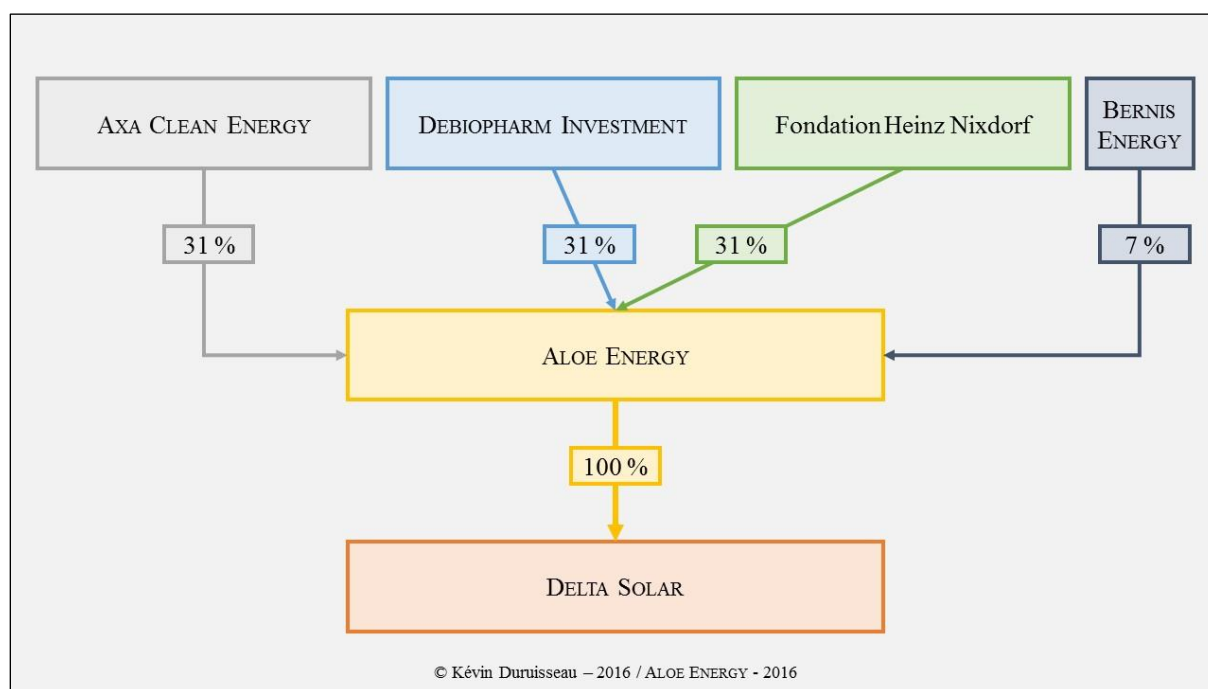 AXA CLEAN ENERGY
DEBIOPHARM INVESTMENT
Fondation Heinz Nixdorf
BERNIS
ENERGY
31 %
31 %
31 %
7 %
ALOE ENERGY
100 %
DELTA SOLAR
© Kévin Duruisseau – 2016 / ALOE ENERGY - 2016